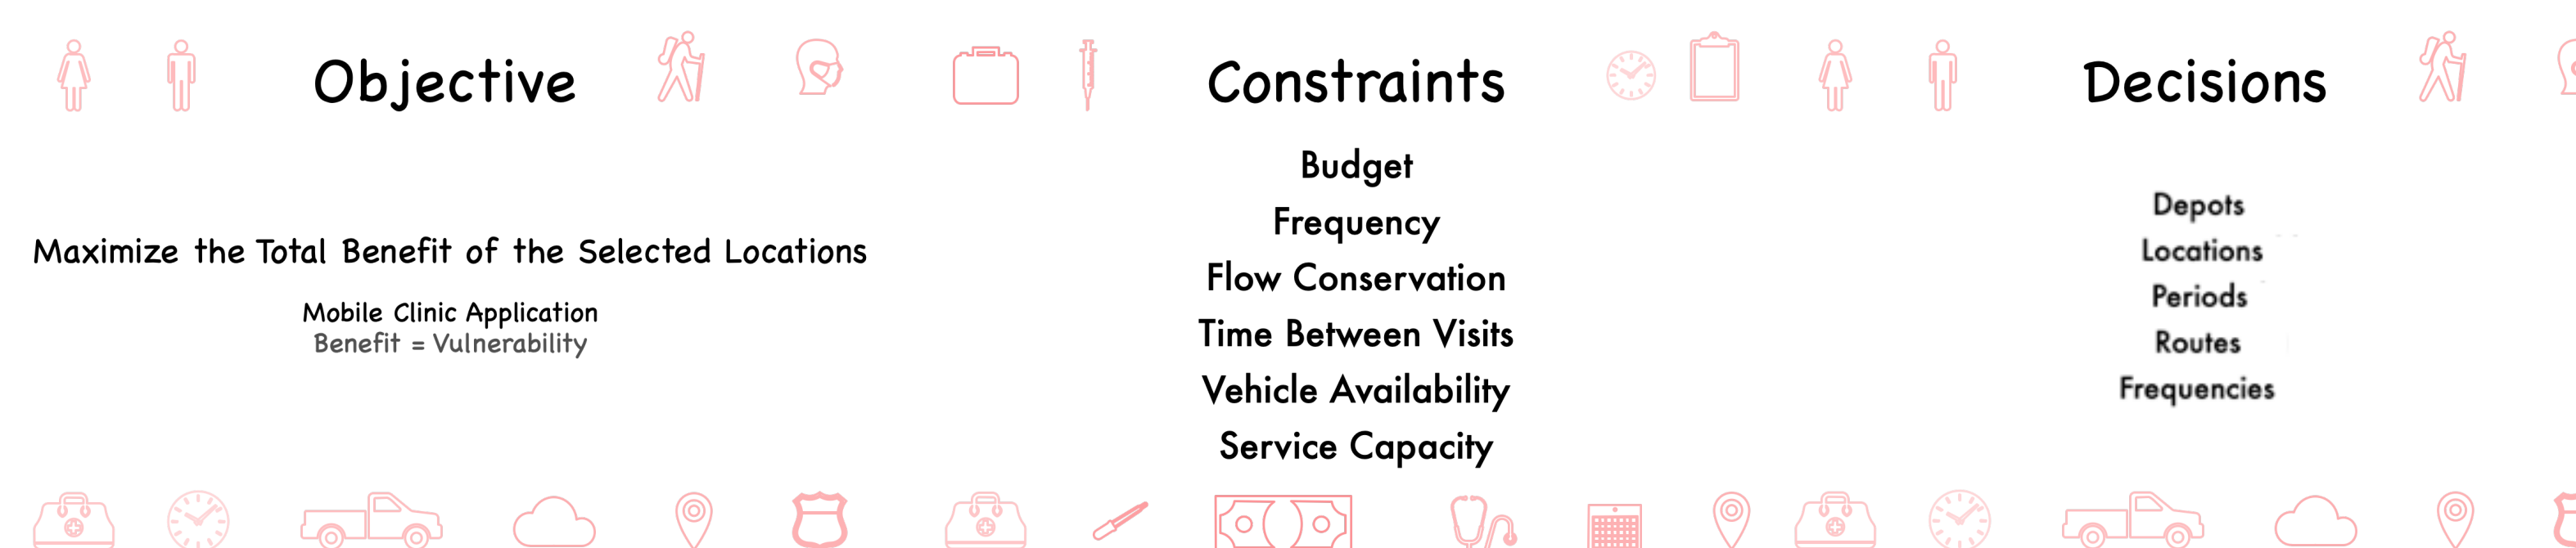 Objective
Maximize the Total Benefit of the Selected Locations
Mobile Clinic Application
Benefit = Vulnerability
Constraints
Budget
Frequency
Flow Conservation
Time Between Visits
Vehicle Availability
Service Capacity
Decisions
Depots
Locations
Periods
Routes
Frequencies